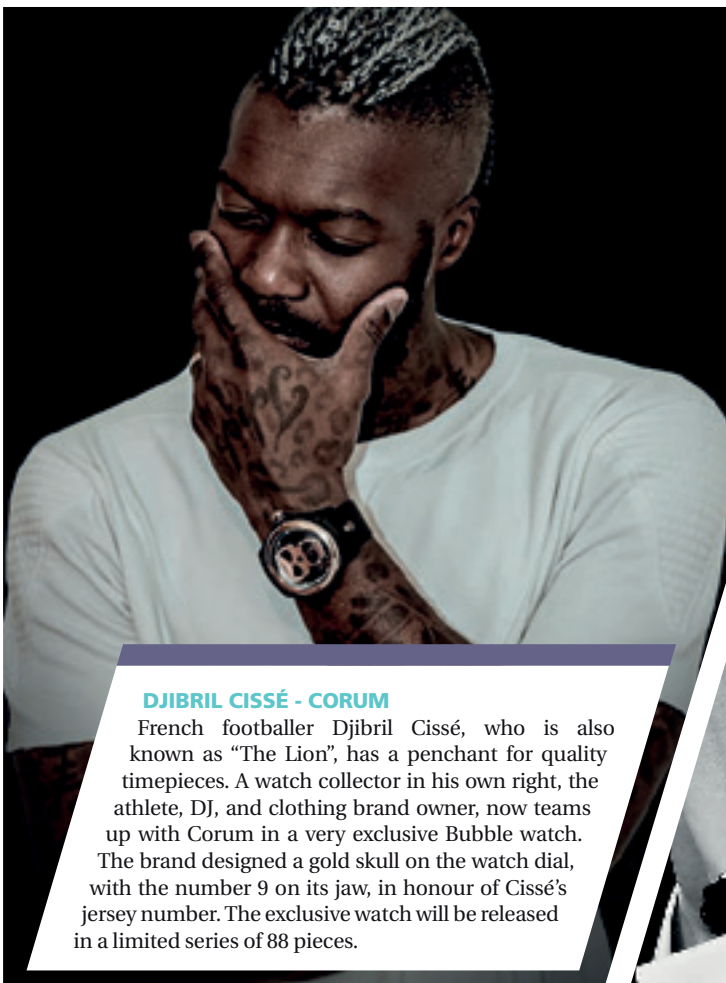 DJIBRIL CISSÉ - CORUM
French footballer Djibril Cissé, who is also
known as “The Lion”, has a penchant for quality
timepieces. A watch collector in his own right, the
athlete, DJ, and clothing brand owner, now teams
up with Corum in a very exclusive Bubble watch.
The brand designed a gold skull on the watch dial,
with the number 9 on its jaw, in honour of Cissé’s
jersey number. The exclusive watch will be released
in a limited series of 88 pieces.